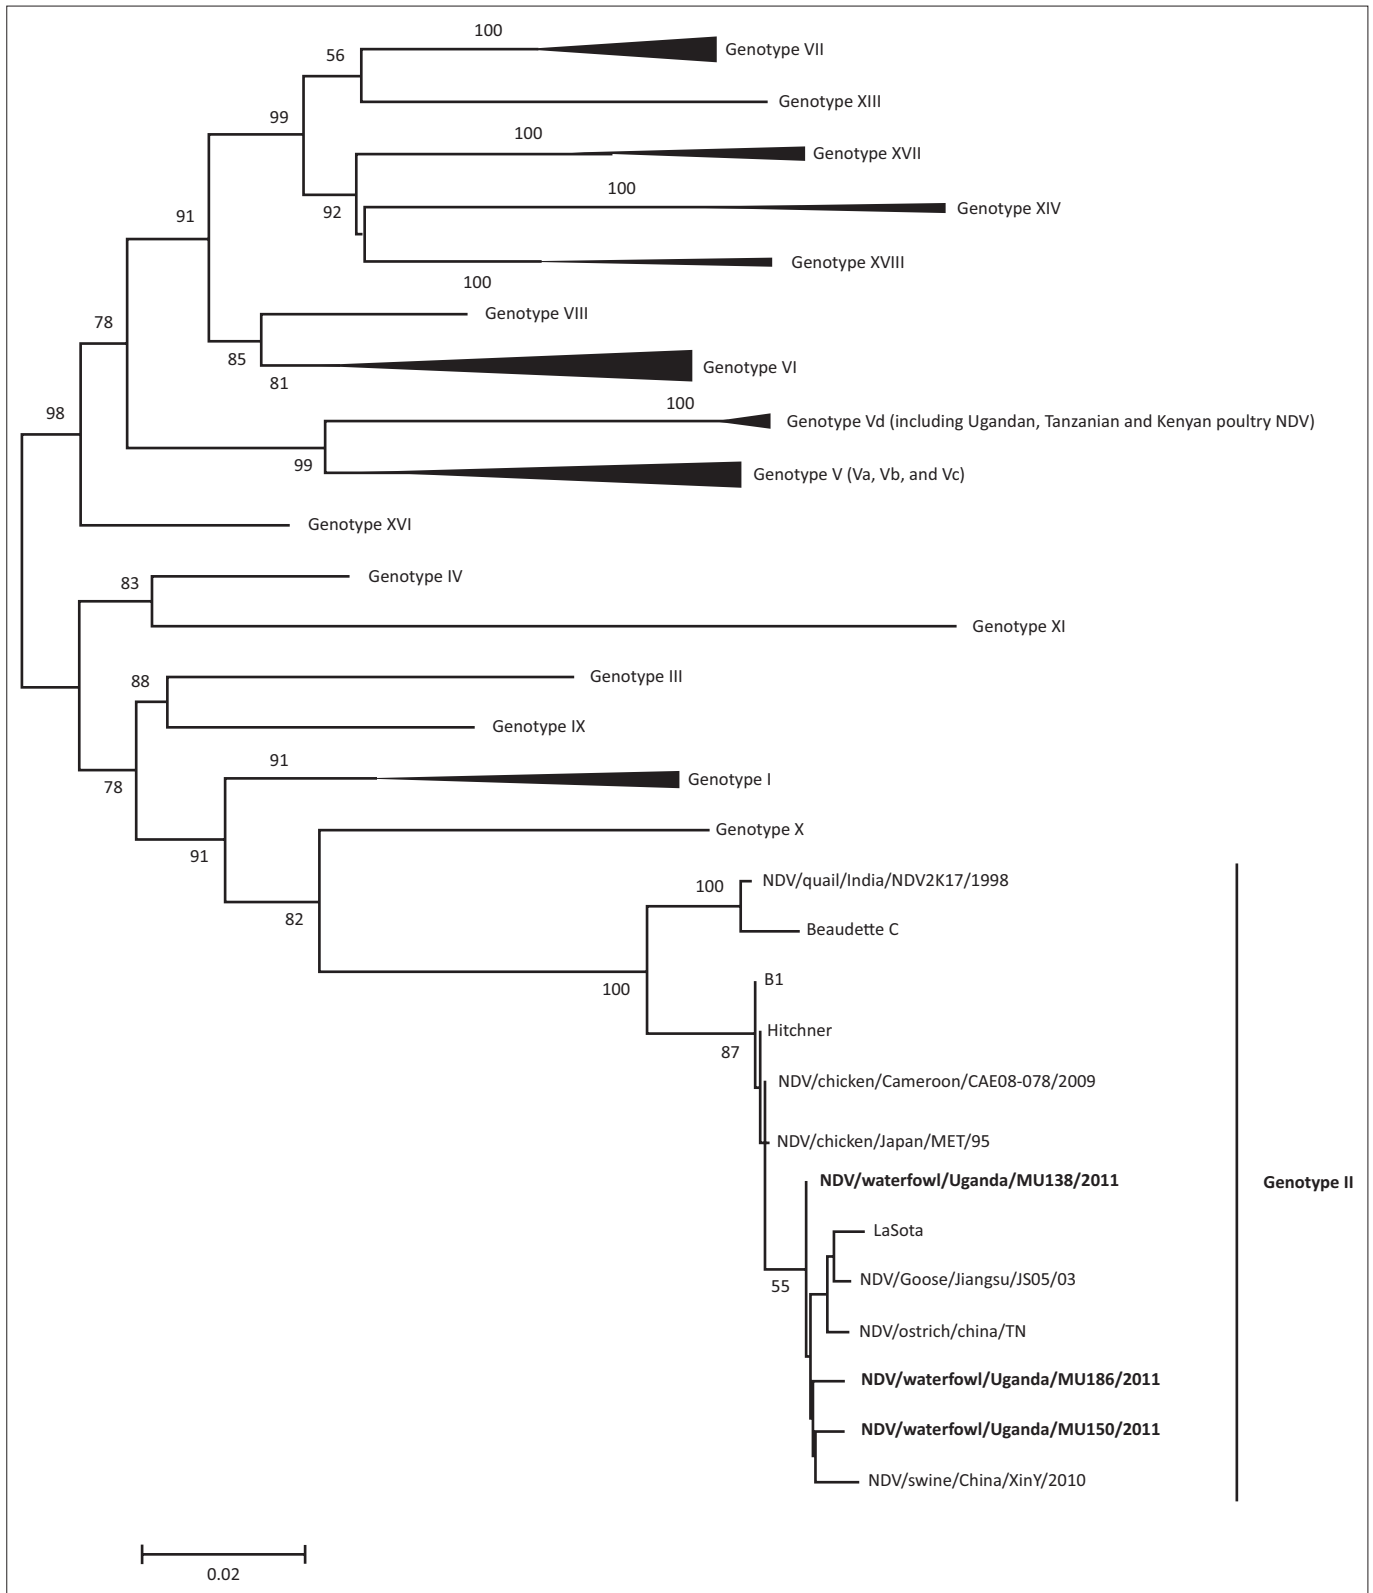 100
Genotype VII
56
Genotype XIII
99
100
Genotype XVII
100
92
Genotype XIV
91
Genotype XVIII
100
Genotype VIII
78
85
Genotype VI
81
100
98
Genotype Vd (including Ugandan, Tanzanian and Kenyan poultry NDV)
99
Genotype V (Va, Vb, and Vc)
Genotype XVI
83
Genotype IV
Genotype XI
88
Genotype III
Genotype IX
91
78
Genotype I
Genotype X
91
100
NDV/quail/India/NDV2K17/1998
82
Beaudette C
100
B1
Hitchner
87
NDV/chicken/Cameroon/CAE08-078/2009
NDV/chicken/Japan/MET/95
NDV/waterfowl/Uganda/MU138/2011
Genotype II
LaSota
55
NDV/Goose/Jiangsu/JS05/03
NDV/ostrich/china/TN
NDV/waterfowl/Uganda/MU186/2011
NDV/waterfowl/Uganda/MU150/2011
NDV/swine/China/XinY/2010
0.02